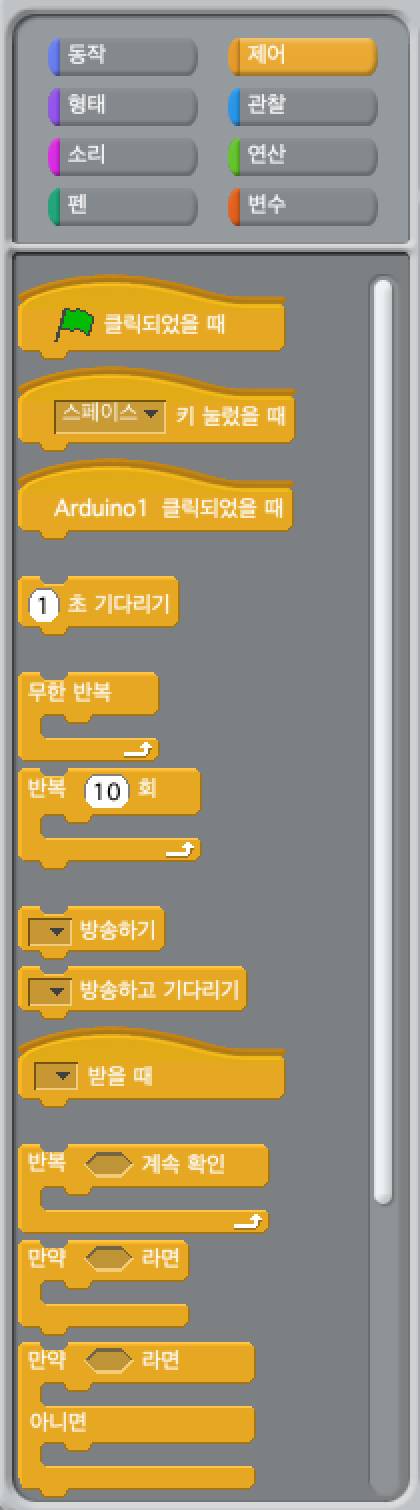 동작 제어
형태 관찰
소리 연산
펜 변수
클릭되었을 때
스페이스 키 눌렀을 때
Arduino1 클릭되었을 때
1 초 기다리기
무한 반복
반복 10 회
방송하기
방송하고 기다리기
받을 때
반복 계속 확인
만약 라면
만약 라면
아니면